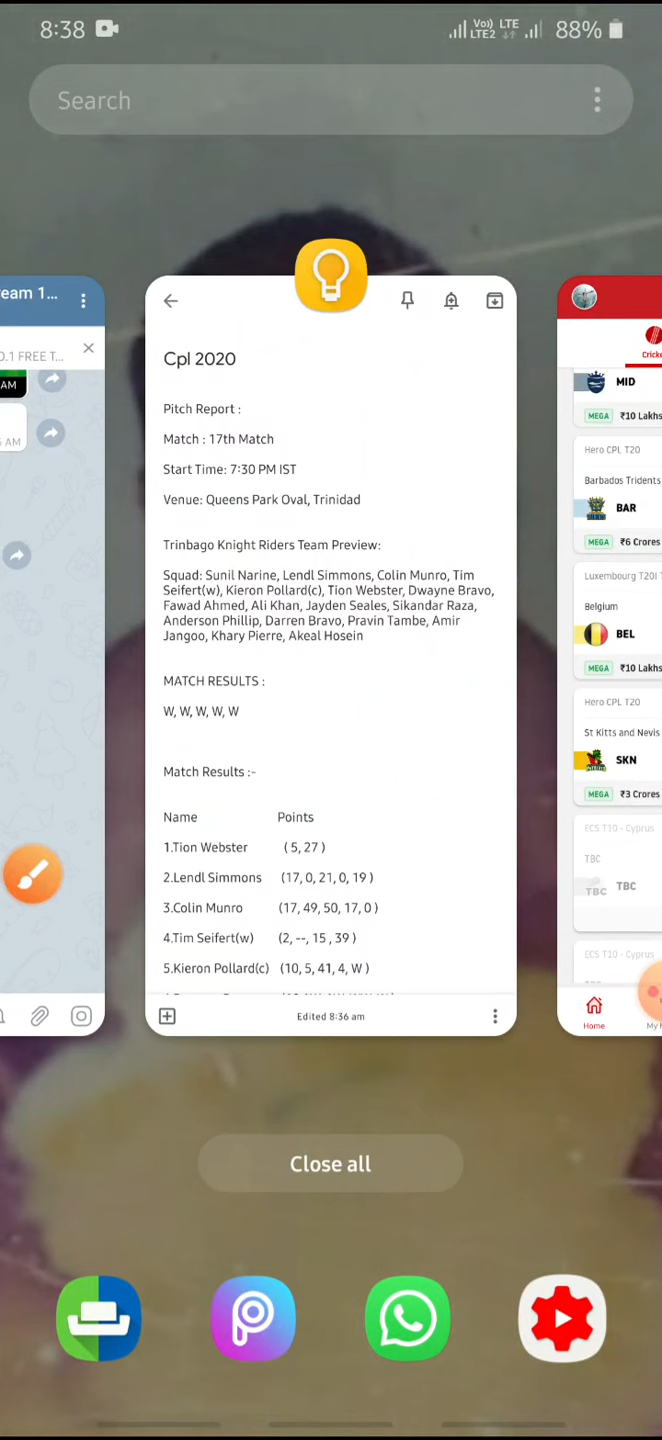 8:38
Vo)) LTE
LTE2
88%
Search
eam 1...
0.1 FREE T...
AM
AM
Cpl 2020
Pitch Report :
Match : 17th Match
Start Time: 7:30 PM IST
Venue: Queens Park Oval, Trinidad
Trinbago Knight Riders Team Preview:
Squad: Sunil Narine, Lendl Simmons, Colin Munro, Tim
Seifert(w), Kieron Pollard(c), Tion Webster, Dwayne Bravo,
Fawad Ahmed, Ali Khan, Jayden Seales, Sikandar Raza,
Anderson Phillip, Darren Bravo, Pravin Tambe, Amir
Jangoo, Khary Pierre, Akeal Hosein
MATCH RESULTS :
W, W, W, W, W
Match Results :-
Name Points
1.Tion Webster ( 5, 27 )
2.Lendl Simmons (17, 0, 21, 0, 19 )
3.Colin Munro (17, 49, 50, 17, 0 )
4.Tim Seifert(w) (2, --, 15 , 39 )
5.Kieron Pollard(c) (10, 5, 41, 4, W )
Edited 8:36 am
Cricke
MID
MEGA ₹10 Lakhs
Hero CPL T20
Barbados Tridents
BAR
MEGA ₹6 Crores
Luxembourg T20I T
Belgium
BEL
MEGA ₹10 Lakhs
Hero CPL T20
St Kitts and Nevis
SKN
MEGA ₹3 Crores
ECS T10 - Cyprus
TBC
TBC TBC
ECS T10 - Cyprus
Home
My
Close all